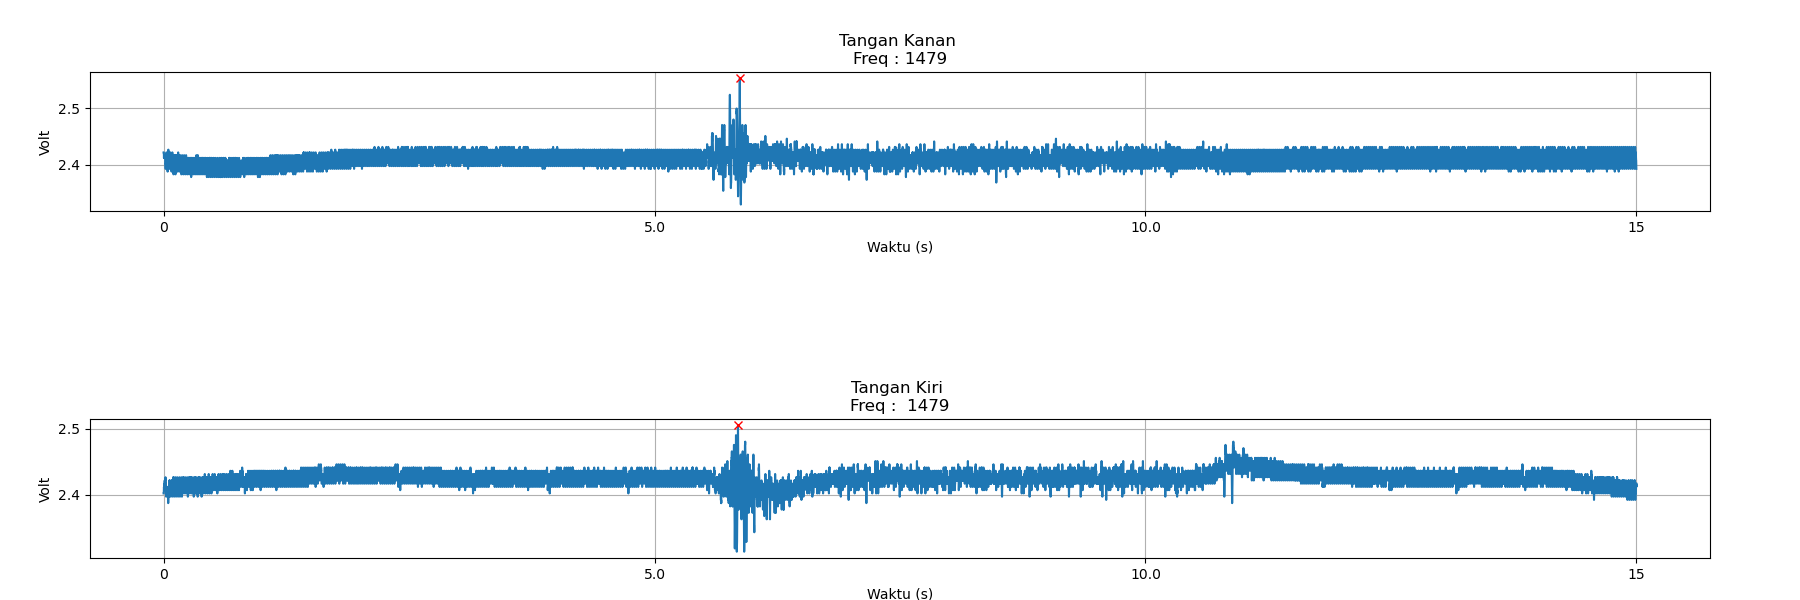 Tangan Kanan
Freq : 1479
Volt
2.5
2.4
0 5.0 10.0 15
Waktu (s)
Tangan Kiri
Freq :  1479
Volt
2.5
2.4
0 5.0 10.0 15
Waktu (s)